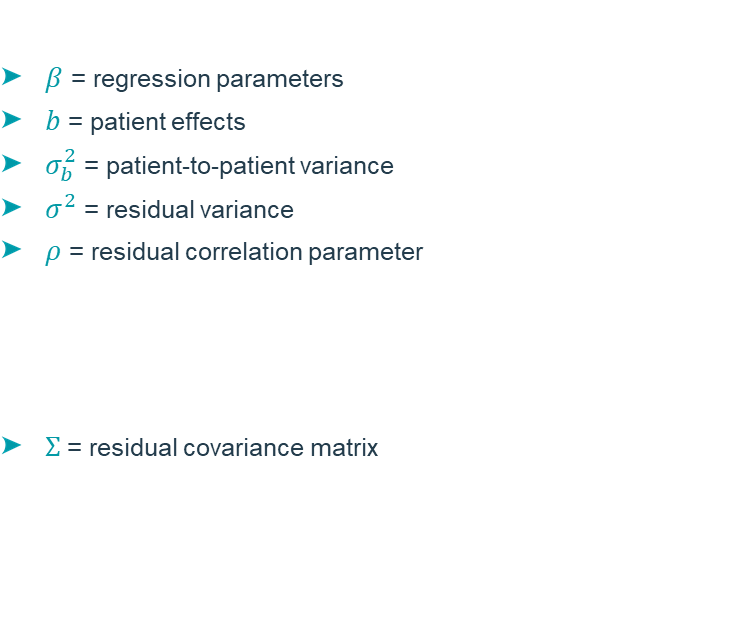 ➤ β = regression parameters
➤ b = patient effects
➤ σ_b^2 = patient-to-patient variance
➤ σ^2 = residual variance
➤ ρ = residual correlation parameter
➤ Σ = residual covariance matrix